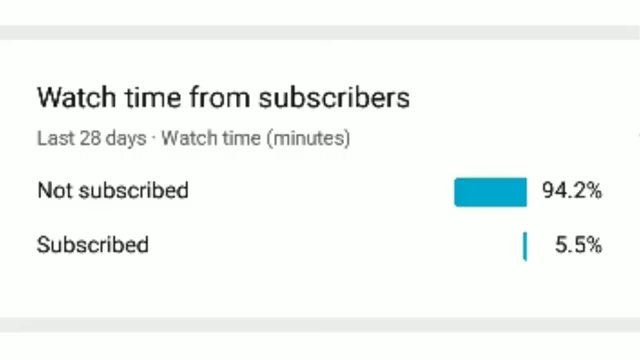 Watch time from subscribers
Last 28 days · Watch time (minutes)
Not subscribed 94.2%
Subscribed 5.5%